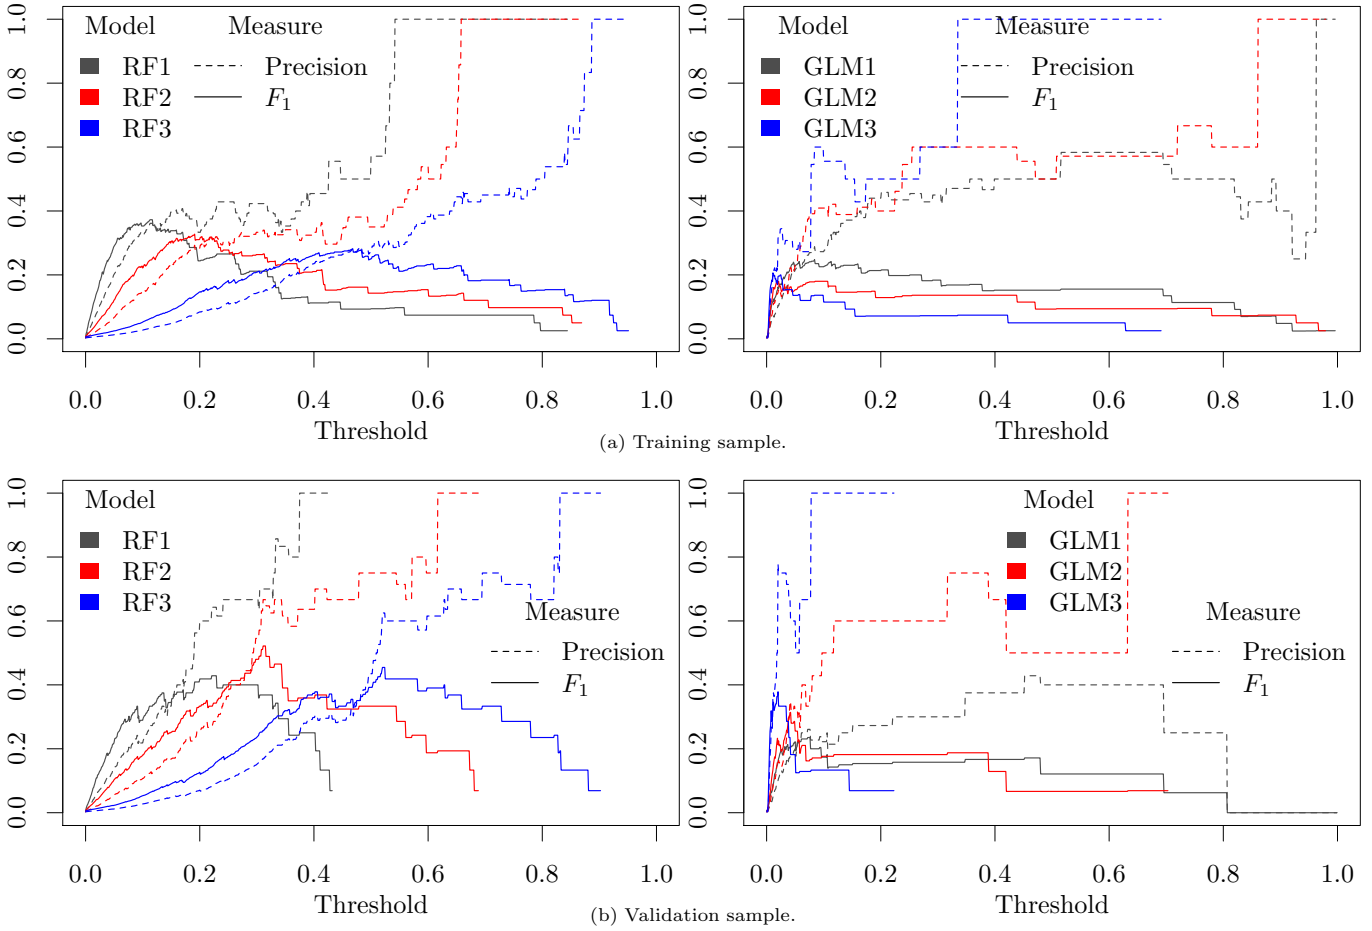 Model Measure
RF1 Precision
RF2 F1
RF3
0.0 0.2 0.4 0.6 0.8 1.0
0.0 0.2 0.4 0.6 0.8 1.0
Threshold
Model Measure
GLM1 Precision
GLM2 F1
GLM3
0.0 0.2 0.4 0.6 0.8 1.0
0.0 0.2 0.4 0.6 0.8 1.0
Threshold
(a) Training sample.
Model
RF1
RF2
RF3
Measure
Precision
F1
0.0 0.2 0.4 0.6 0.8 1.0
0.0 0.2 0.4 0.6 0.8 1.0
Threshold
Model
GLM1
GLM2
GLM3
Measure
Precision
F1
0.0 0.2 0.4 0.6 0.8 1.0
0.0 0.2 0.4 0.6 0.8 1.0
Threshold
(b) Validation sample.